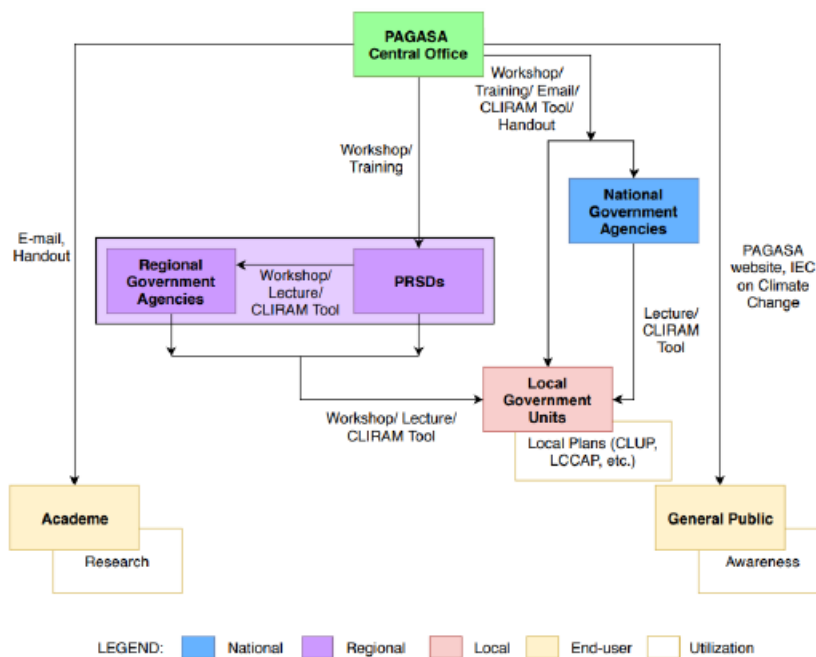 PAGASA
Central Office
Workshop/
Training/ Email/
CLIRAM Tool/
Handout
Workshop/
Training
National
Government
Agencies
E-mail,
Handout
PAGASA
website, IEC
on Climate
Change
Regional
Government
Agencies
Workshop/
Lecture/
CLIRAM Tool
PRSDs
Lecture/
CLIRAM
Tool
Local
Government
Units
Workshop/ Lecture/
CLIRAM Tool
Local Plans (CLUP,
LCCAP, etc.)
Academe
Research
General Public
Awareness
LEGEND:
National
Regional
Local
End-user
Utilization